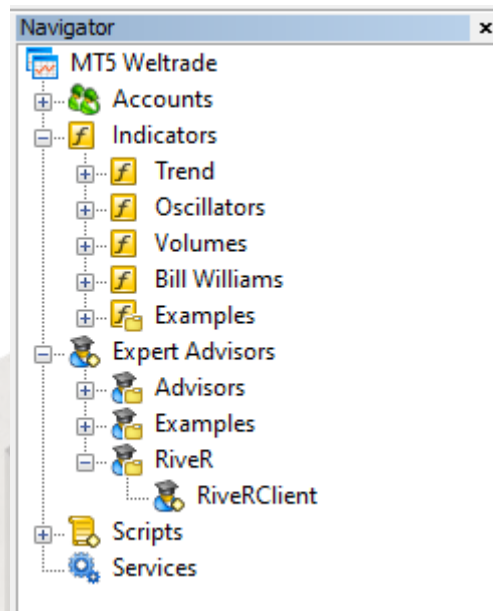 Navigator
MT5 Weltrade
Accounts
Indicators
Trend
Oscillators
Volumes
Bill Williams
Examples
Expert Advisors
Advisors
Examples
RiveR
RiveRClient
Scripts
Services